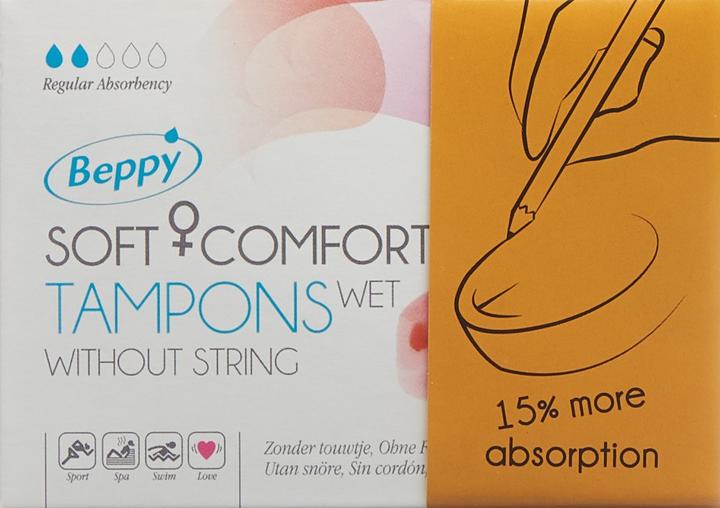 Regular Absorbency
Beppy
SOFT♀COMFORT
TAMPONS WET
WITHOUT STRING
Sport Spa Swim Love
Zonder touwtje, Ohne
Utan snöre, Sin cordón,
15% more
absorption